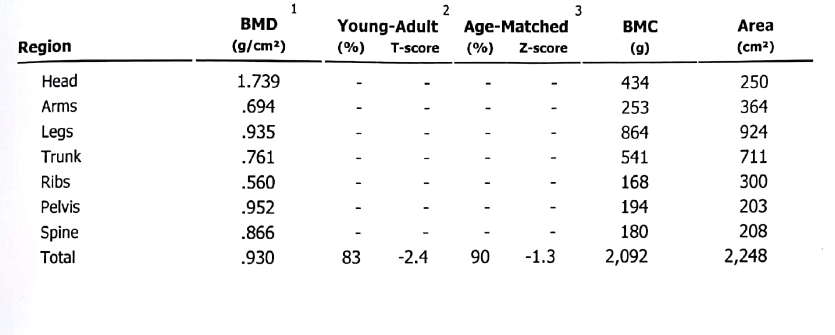 BMD 1 Young-Adult 2 Age-Matched 3 BMC Area
Region (g/cm²) (%) T-score (%) Z-score (g) (cm²)
Head 1.739 - - - - 434 250
Arms .694 - - - - 253 364
Legs .935 - - - - 864 924
Trunk .761 - - - - 541 711
Ribs .560 - - - - 168 300
Pelvis .952 - - - - 194 203
Spine .866 - - - - 180 208
Total .930 83 -2.4 90 -1.3 2,092 2,248